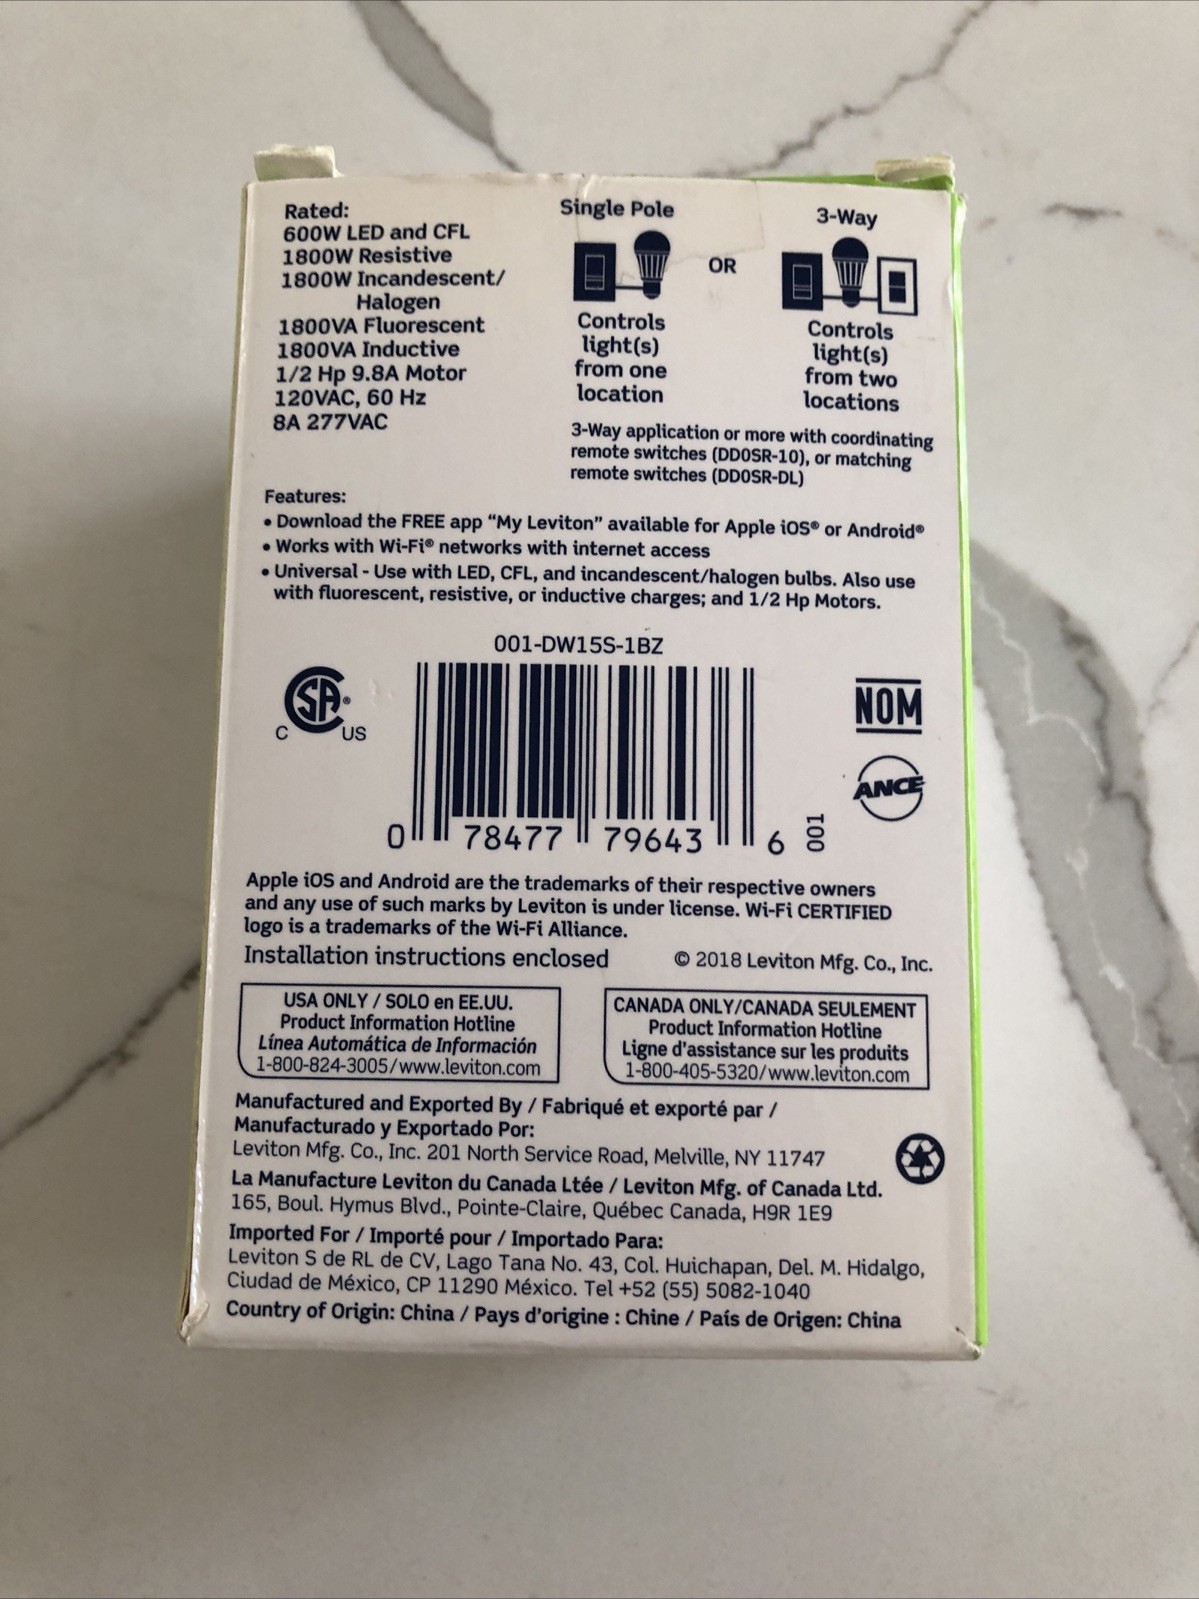 Rated:
600W LED and CFL
1800W Resistive
1800W Incandescent/
Halogen
1800VA Fluorescent
1800VA Inductive
1/2 Hp 9.8A Motor
120VAC, 60 Hz
8A 277VAC
Single Pole
OR
3-Way
Controls
light(s)
from one
location
Controls
light(s)
from two
locations
3-Way application or more with coordinating
remote switches (DD0SR-10), or matching
remote switches (DD0SR-DL)
Features:
• Download the FREE app “My Leviton” available for Apple iOS® or Android®
• Works with Wi-Fi® networks with internet access
• Universal - Use with LED, CFL, and incandescent/halogen bulbs. Also use
with fluorescent, resistive, or inductive charges; and 1/2 Hp Motors.
001-DW15S-1BZ
CSA®
C US
NOM
ANCE
0 78477 79643 6
001
Apple iOS and Android are the trademarks of their respective owners
and any use of such marks by Leviton is under license. Wi-Fi CERTIFIED
logo is a trademarks of the Wi-Fi Alliance.
Installation instructions enclosed
© 2018 Leviton Mfg. Co., Inc.
USA ONLY / SOLO en EE.UU.
Product Information Hotline
Línea Automática de Información
1-800-824-3005/www.leviton.com
CANADA ONLY/CANADA SEULEMENT
Product Information Hotline
Ligne d'assistance sur les produits
1-800-405-5320/www.leviton.com
Manufactured and Exported By / Fabriqué et exporté par /
Manufacturado y Exportado Por:
Leviton Mfg. Co., Inc. 201 North Service Road, Melville, NY 11747
La Manufacture Leviton du Canada Ltée / Leviton Mfg. of Canada Ltd.
165, Boul. Hymus Blvd., Pointe-Claire, Québec Canada, H9R 1E9
Imported For / Importé pour / Importado Para:
Leviton S de RL de CV, Lago Tana No. 43, Col. Huichapan, Del. M. Hidalgo,
Ciudad de México, CP 11290 México. Tel +52 (55) 5082-1040
Country of Origin: China / Pays d'origine : Chine / País de Origen: China